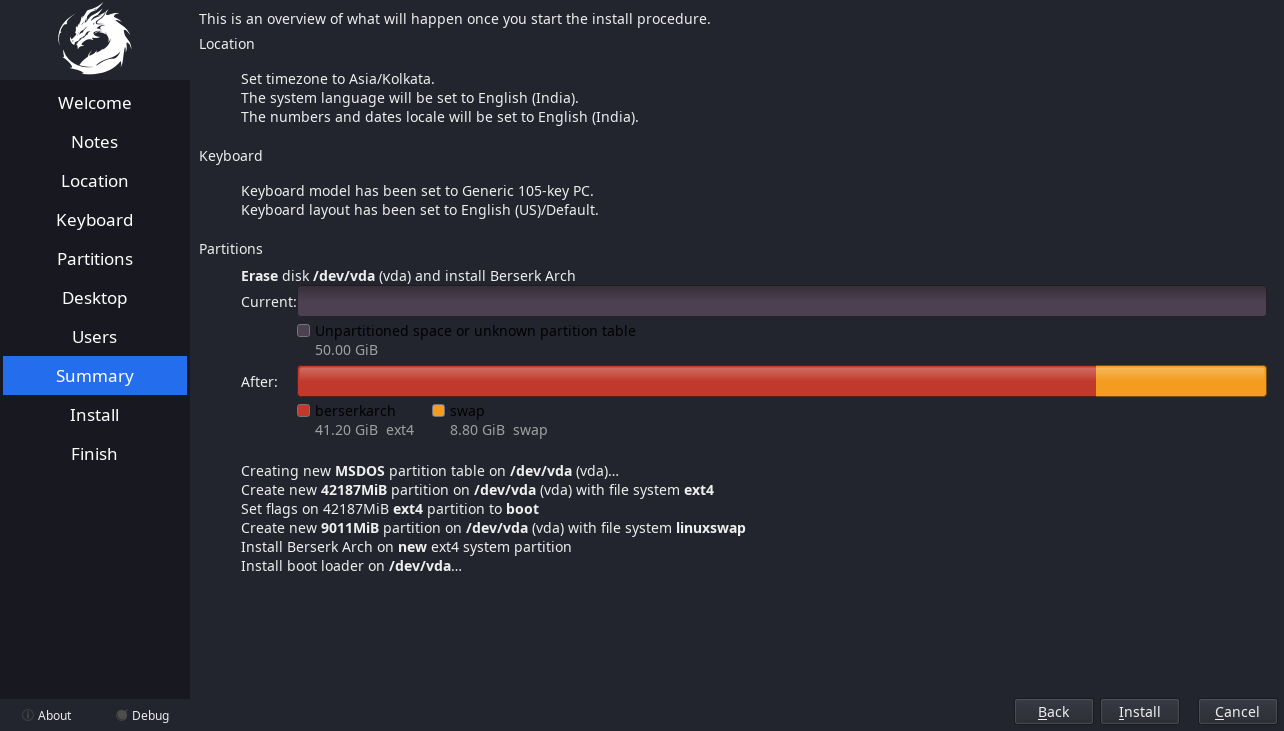 This is an overview of what will happen once you start the install procedure.
Location
Set timezone to Asia/Kolkata.
The system language will be set to English (India).
The numbers and dates locale will be set to English (India).
Keyboard
Keyboard model has been set to Generic 105-key PC.
Keyboard layout has been set to English (US)/Default.
Partitions
Erase disk /dev/vda (vda) and install Berserk Arch
Current:
Unpartitioned space or unknown partition table
50.00 GiB
After:
berserkarch swap
41.20 GiB ext4 8.80 GiB swap
Creating new MSDOS partition table on /dev/vda (vda)…
Create new 42187MiB partition on /dev/vda (vda) with file system ext4
Set flags on 42187MiB ext4 partition to boot
Create new 9011MiB partition on /dev/vda (vda) with file system linuxswap
Install Berserk Arch on new ext4 system partition
Install boot loader on /dev/vda…
Welcome
Notes
Location
Keyboard
Partitions
Desktop
Users
Summary
Install
Finish
About Debug
Back Install Cancel